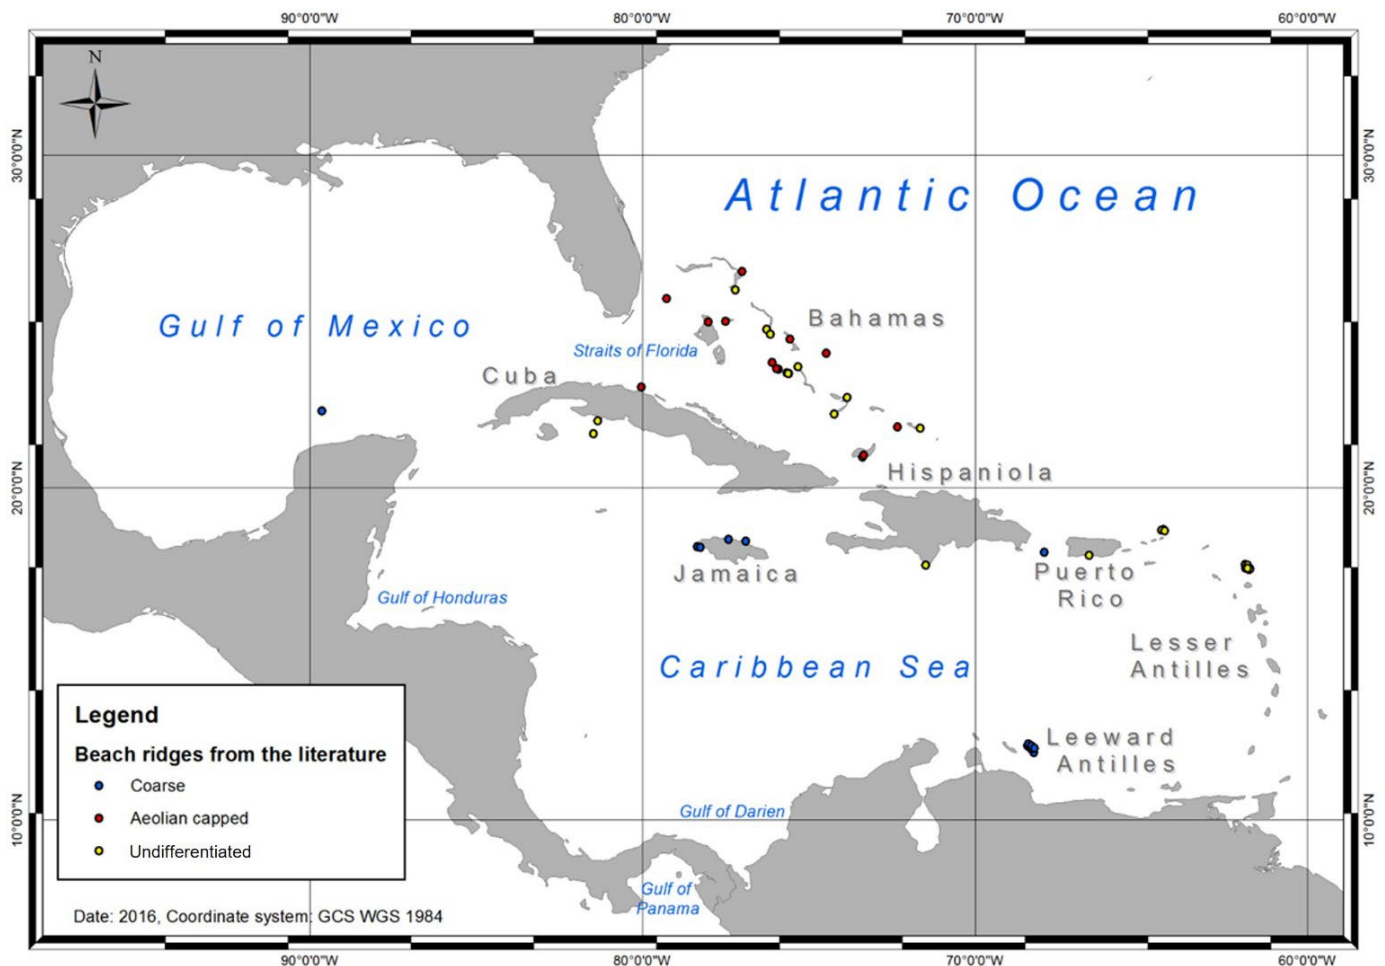 90°0'0"W 80°0'0"W 70°0'0"W 60°0'0"W
N
30°0'0"N 30°0'0"N
Atlantic Ocean
Gulf of Mexico
Bahamas
Straits of Florida
Cuba
Hispaniola
20°0'0"N 20°0'0"N
Jamaica
Puerto
Rico
Gulf of Honduras
Lesser
Antilles
Caribbean Sea
Leeward
Antilles
Gulf of Darien
10°0'0"N 10°0'0"N
Gulf of
Panama
Legend
Beach ridges from the literature
Coarse
Aeolian capped
Undifferentiated
Date: 2016, Coordinate system: GCS WGS 1984
90°0'0"W 80°0'0"W 70°0'0"W 60°0'0"W